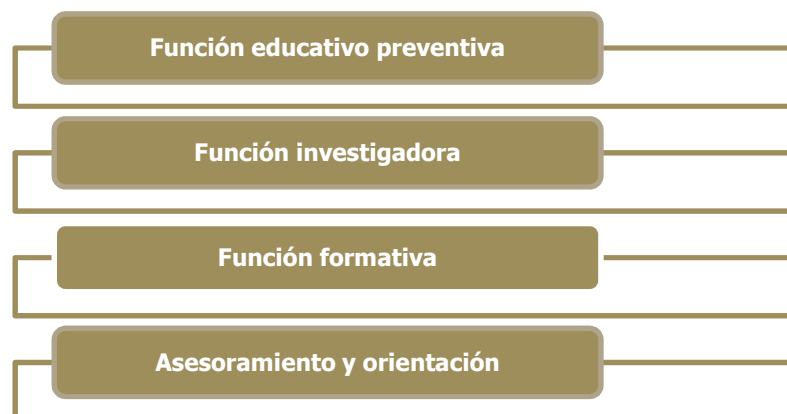 Función educativo preventiva
Función investigadora
Función formativa
Asesoramiento y orientación